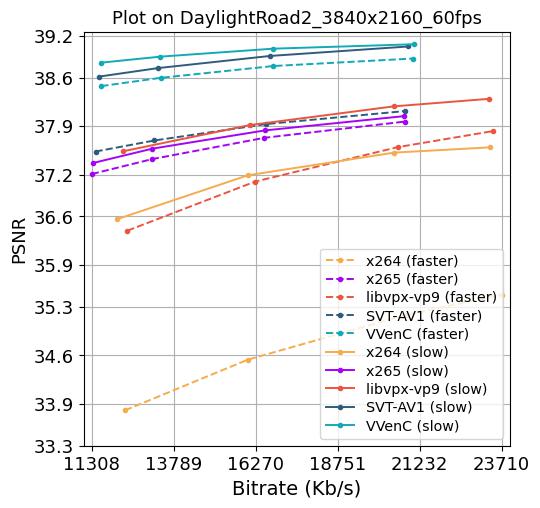 Plot on DaylightRoad2_3840x2160_60fps
39.2
38.6
37.9
37.2
36.6
35.9
35.3
34.6
33.9
33.3
PSNR
x264 (faster)
x265 (faster)
libvpx-vp9 (faster)
SVT-AV1 (faster)
VVenC (faster)
x264 (slow)
x265 (slow)
libvpx-vp9 (slow)
SVT-AV1 (slow)
VVenC (slow)
11308 13789 16270 18751 21232 23710
Bitrate (Kb/s)